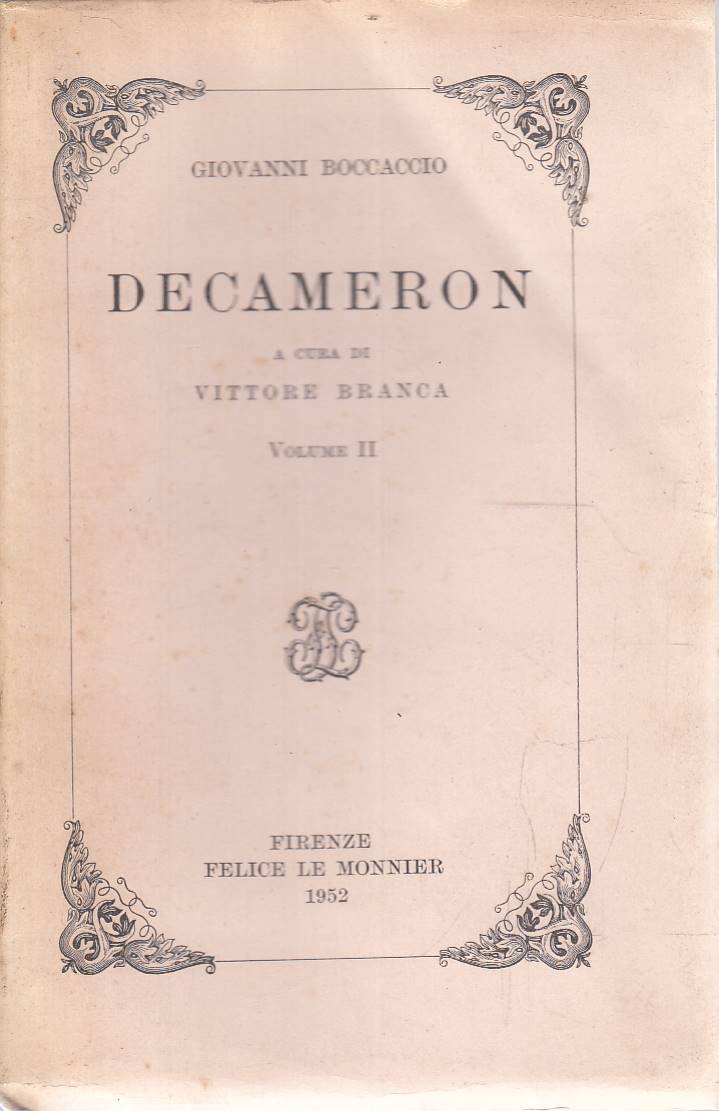 GIOVANNI BOCCACCIO
DECAMERON
A CURA DI
VITTORE BRANCA
VOLUME II
FIRENZE
FELICE LE MONNIER
1952